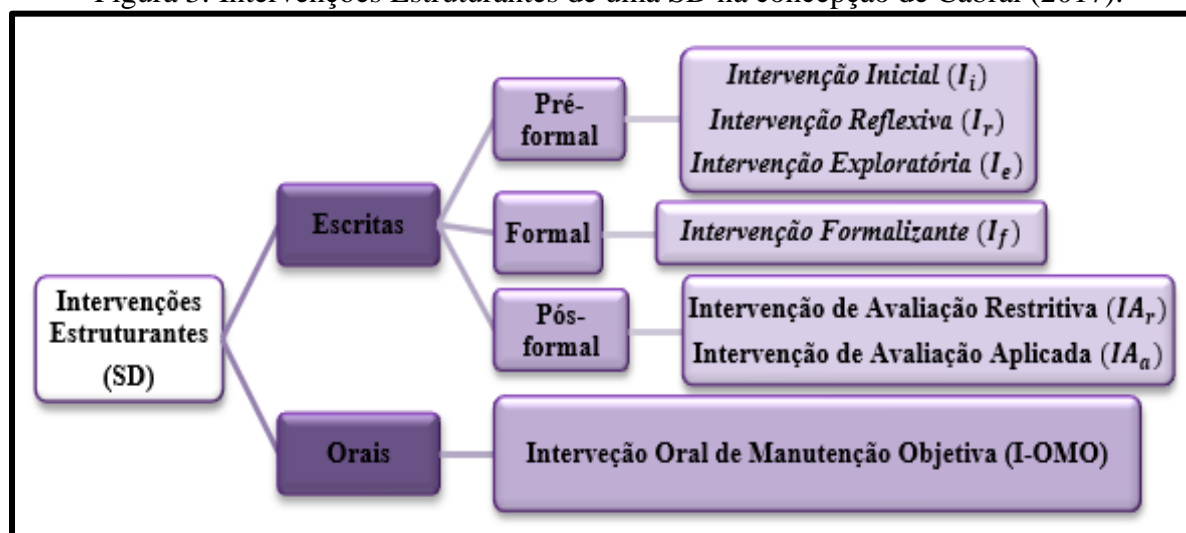 Figura 3: Intervenções Estruturantes de uma SD na concepção de Cabral (2017).
Intervenções
Estruturantes
(SD)
Escritas
Pré-
formal
Intervenção Inicial (I_i)
Intervenção Reflexiva (I_r)
Intervenção Exploratória (I_e)
Formal
Intervenção Formalizante (I_f)
Pós-
formal
Intervenção de Avaliação Restritiva (IA_r)
Intervenção de Avaliação Aplicada (IA_a)
Orais
Interveção Oral de Manutenção Objetiva (I-OMO)